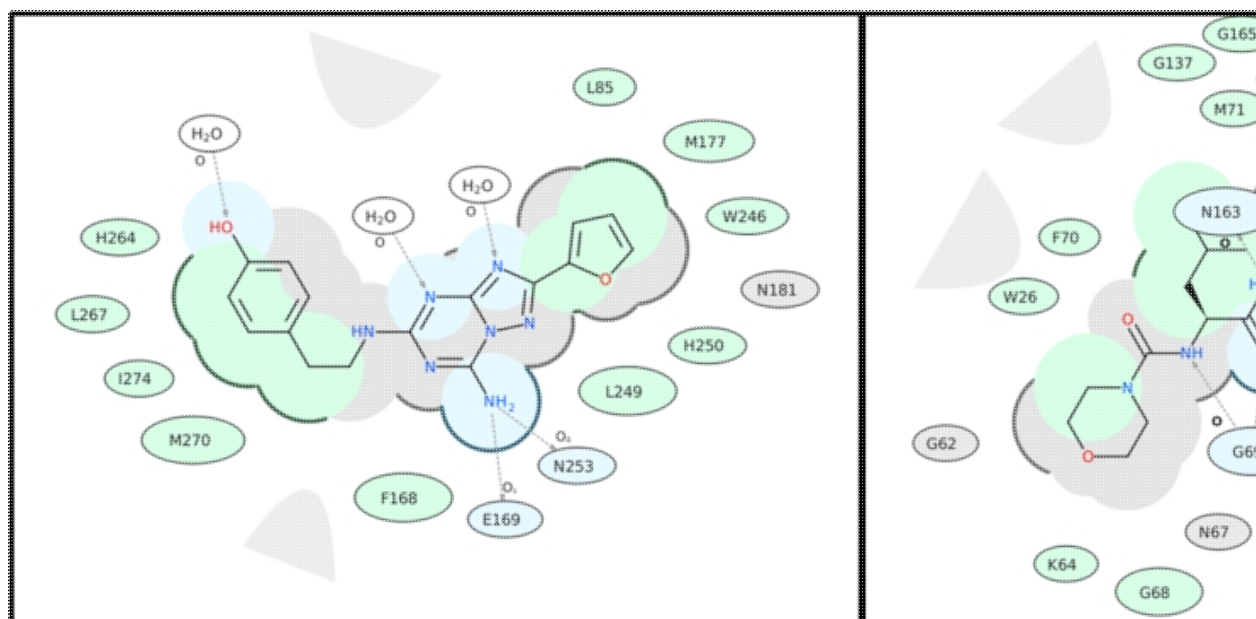 L85
H₂O
O
M177
H₂O
O
H₂O
O
W246
HO
H264
N
N
O
N181
L267
HN
N
N
H250
N
I274
NH₂
L249
M270
O
N253
F168
O
E169
G165
G137
M71
N163
O
F70
H
W26
O
NH
N
O
G62
O
G69
N67
K64
G68